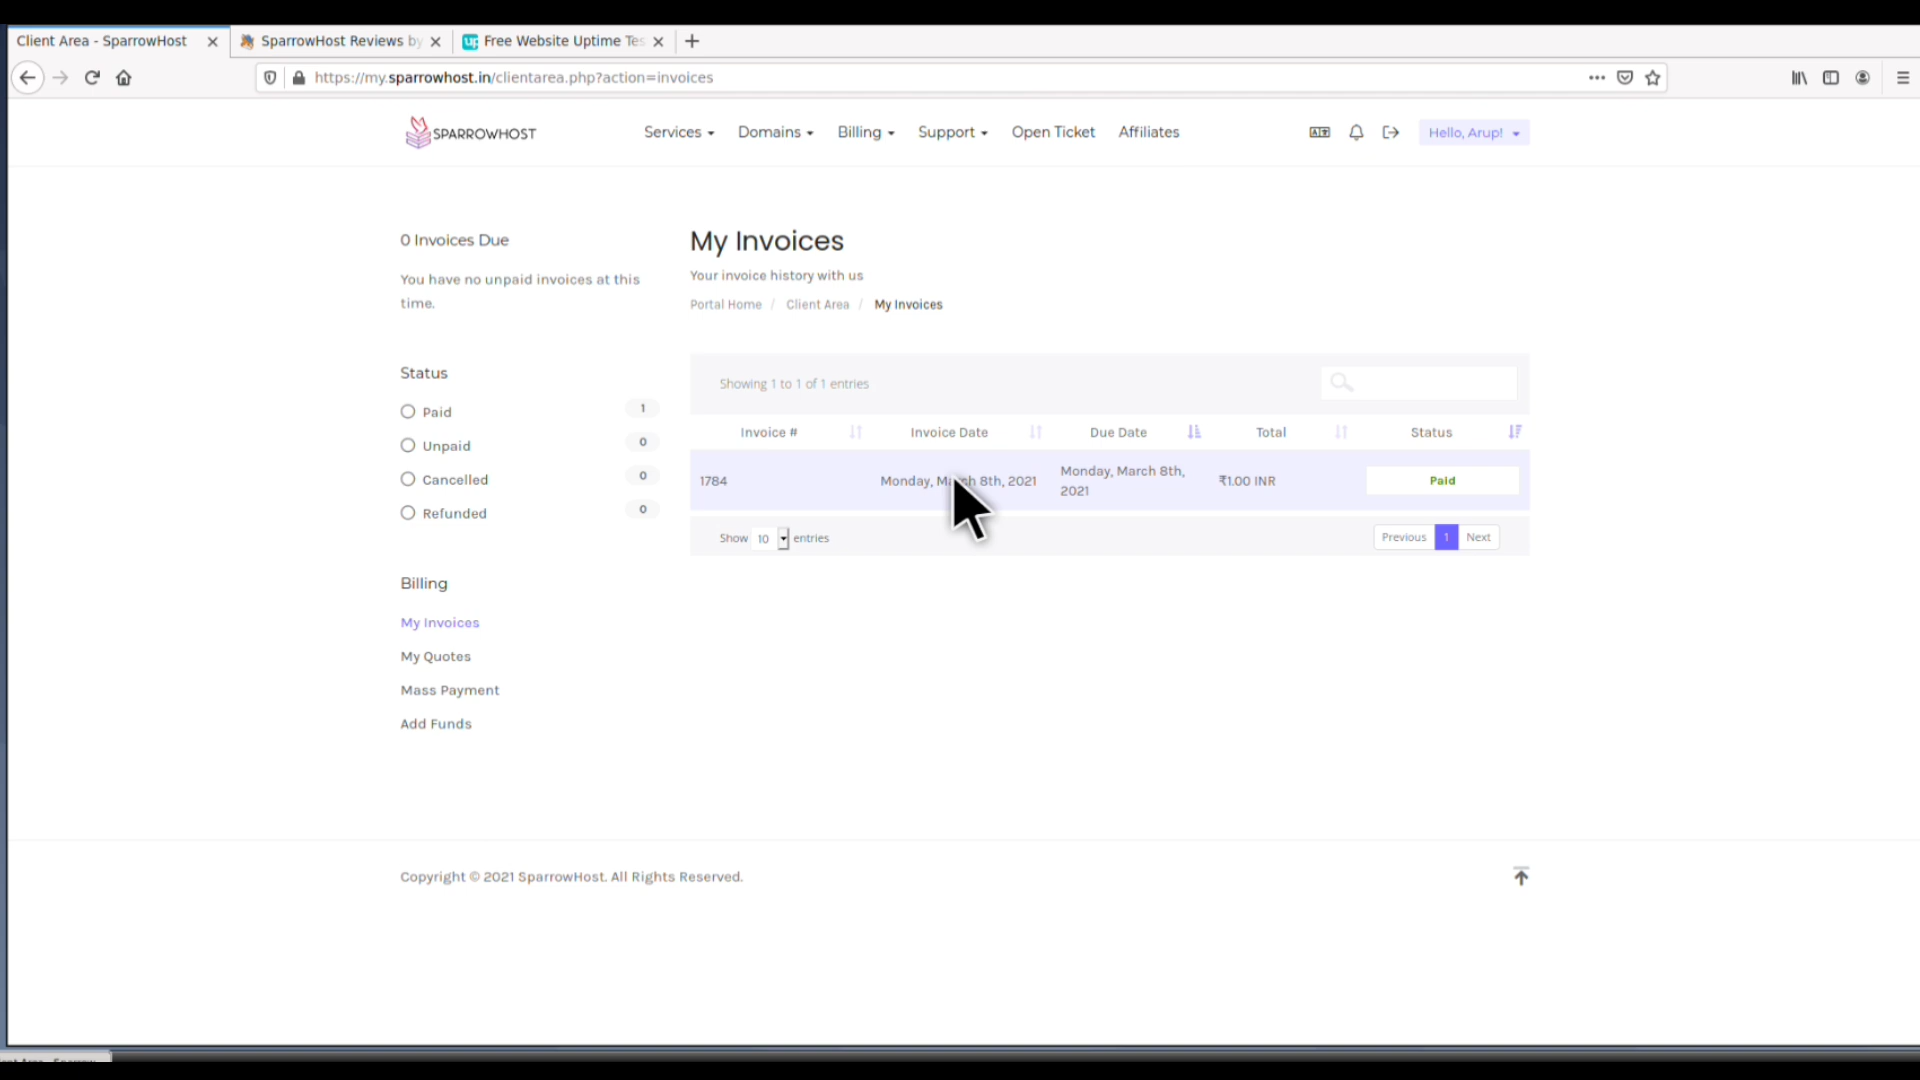 Client Area - SparrowHost
SparrowHost Reviews by
Free Website Uptime Tes
https://my.sparrowhost.in/clientarea.php?action=invoices
SPARROWHOST
Services
Domains
Billing
Support
Open Ticket
Affiliates
Hello, Arup!
0 Invoices Due
You have no unpaid invoices at this
time.
Status
Paid 1
Unpaid 0
Cancelled 0
Refunded 0
Billing
My Invoices
My Quotes
Mass Payment
Add Funds
My Invoices
Your invoice history with us
Portal Home / Client Area / My Invoices
Showing 1 to 1 of 1 entries
Invoice # Invoice Date Due Date Total Status
1784 Monday, March 8th, 2021 Monday, March 8th, 2021 ₹1.00 INR Paid
Show 10 entries
Previous 1 Next
Copyright © 2021 SparrowHost. All Rights Reserved.